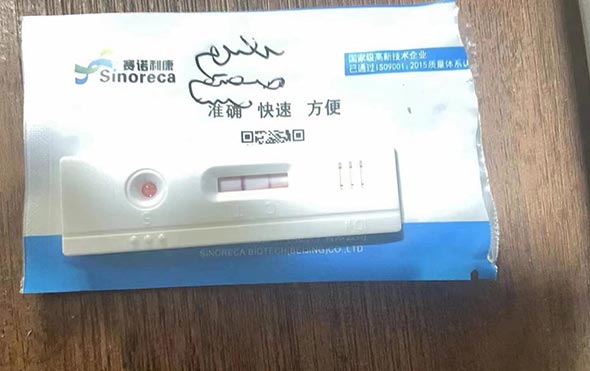 赛诺利康
Sinoreca
国家级高新技术企业
已通过ISO9001:2015质量体系认
准确 快速 方便
S
T C
SINORECA BIOTECH(BEIJING)CO.,LTD